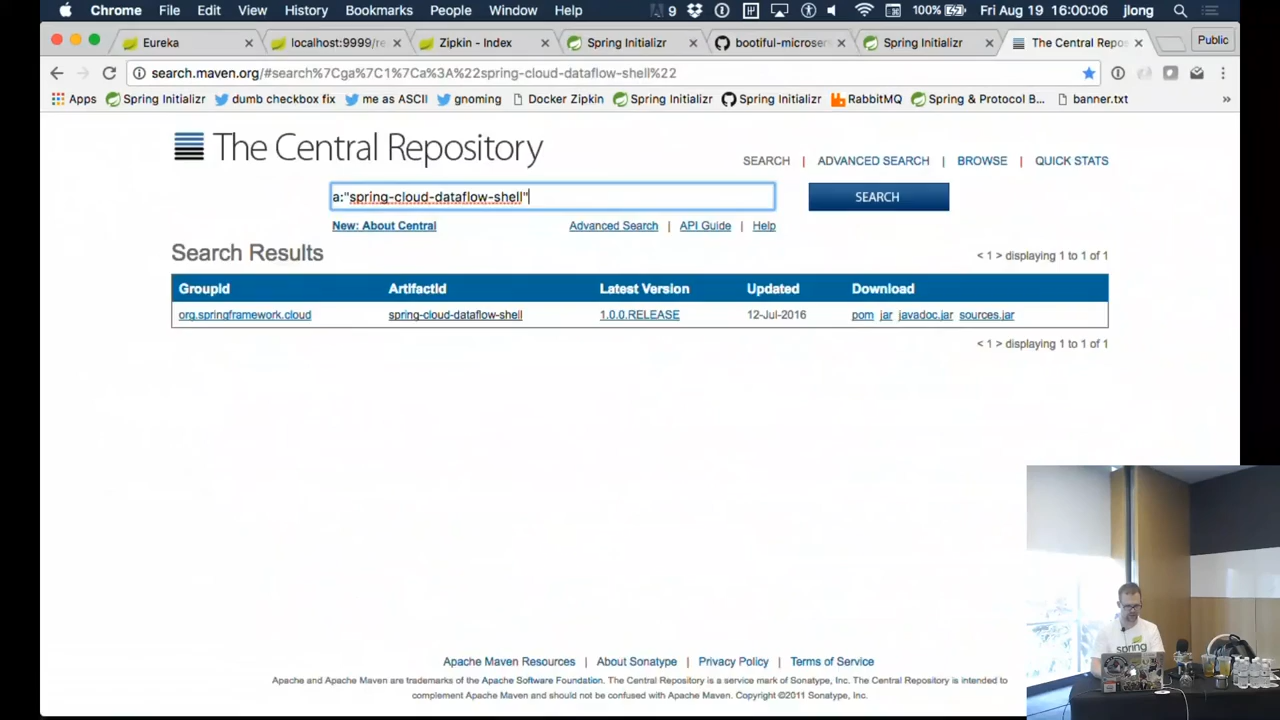 Chrome File Edit View History Bookmarks People Window Help 9 100% Fri Aug 19 16:00:06 jlong
Eureka localhost:9999/re Zipkin - Index Spring Initializr bootiful-microser Spring Initializr The Central Repo Public
search.maven.org/#search%7Cga%7C1%7Ca%3A%22spring-cloud-dataflow-shell%22
Apps Spring Initializr dumb checkbox fix me as ASCII gnoming Docker Zipkin Spring Initializr Spring Initializr RabbitMQ Spring & Protocol B... banner.txt »
The Central Repository
SEARCH | ADVANCED SEARCH | BROWSE | QUICK STATS
a:"spring-cloud-dataflow-shell"
SEARCH
New: About Central Advanced Search | API Guide | Help
Search Results
< 1 > displaying 1 to 1 of 1
GroupId ArtifactId Latest Version Updated Download
org.springframework.cloud spring-cloud-dataflow-shell 1.0.0.RELEASE 12-Jul-2016 pom jar javadoc.jar sources.jar
< 1 > displaying 1 to 1 of 1
spring
Apache Maven Resources | About Sonatype | Privacy Policy | Terms of Service
Apache and Apache Maven are trademarks of the Apache Software Foundation. The Central Repository is a service mark of Sonatype, Inc. The Central Repository is intended to
complement Apache Maven and should not be confused with Apache Maven. Copyright ©2011 Sonatype, Inc.